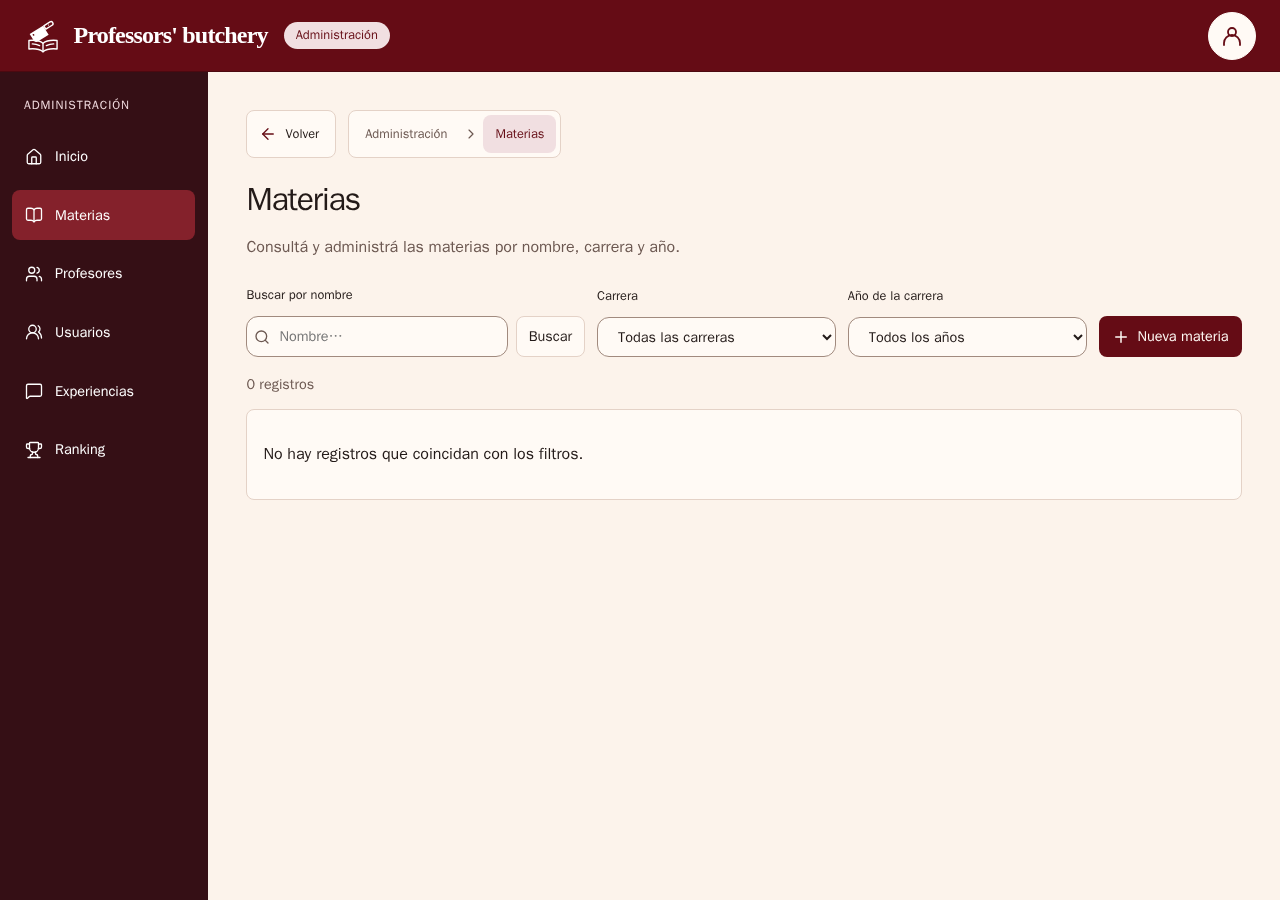 Professors' butchery
Administración
ADMINISTRACIÓN
Inicio
Materias
Profesores
Usuarios
Experiencias
Ranking
Volver
Administración
Materias
Materias
Consultá y administrá las materias por nombre, carrera y año.
Buscar por nombre
Carrera
Año de la carrera
Nombre…
Buscar
Todas las carreras
Todos los años
Nueva materia
0 registros
No hay registros que coincidan con los filtros.